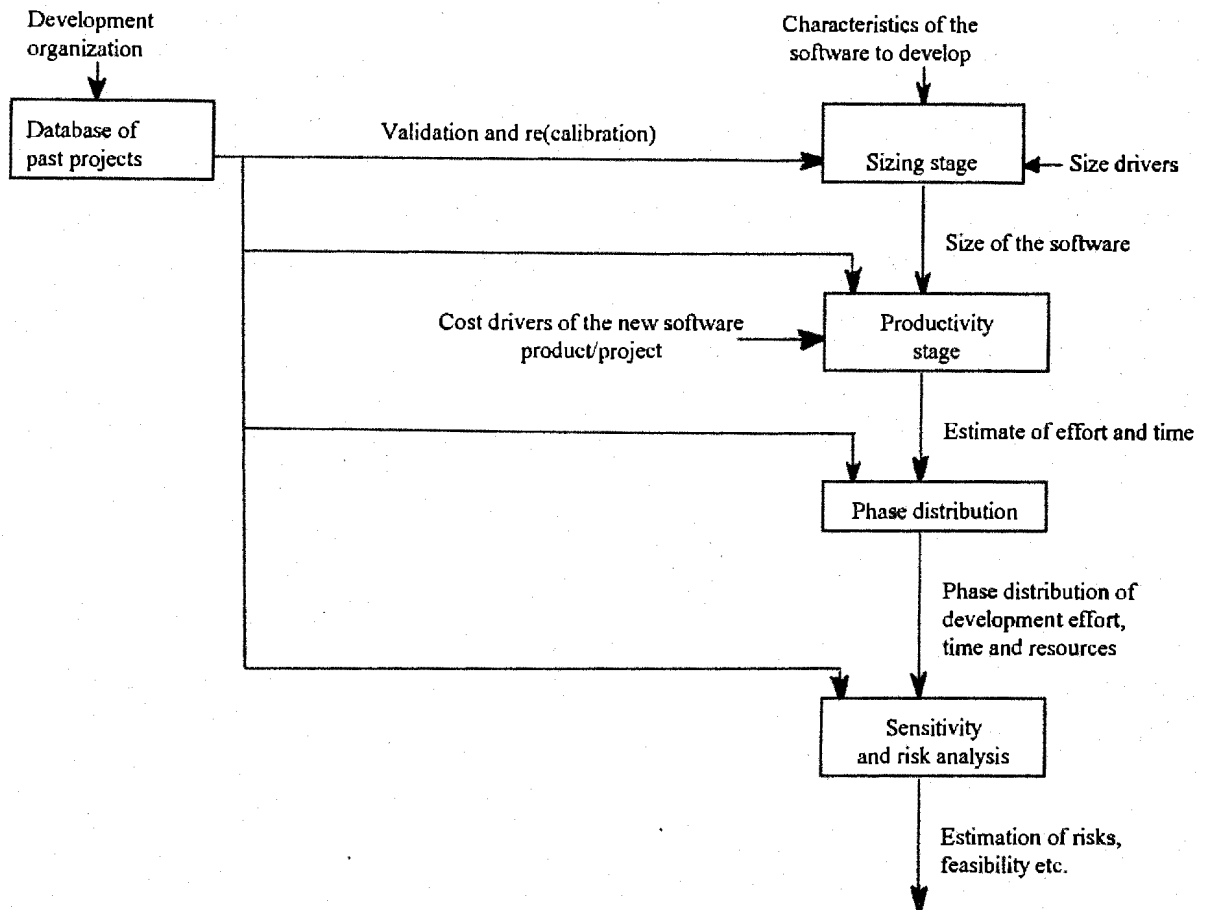 Development
organization
Characteristics of the
software to develop
Database of
past projects
Validation and re(calibration)
Sizing stage
Size drivers
Size of the software
Cost drivers of the new software
product/project
Productivity
stage
Estimate of effort and time
Phase distribution
Phase distribution of
development effort,
time and resources
Sensitivity
and risk analysis
Estimation of risks,
feasibility etc.